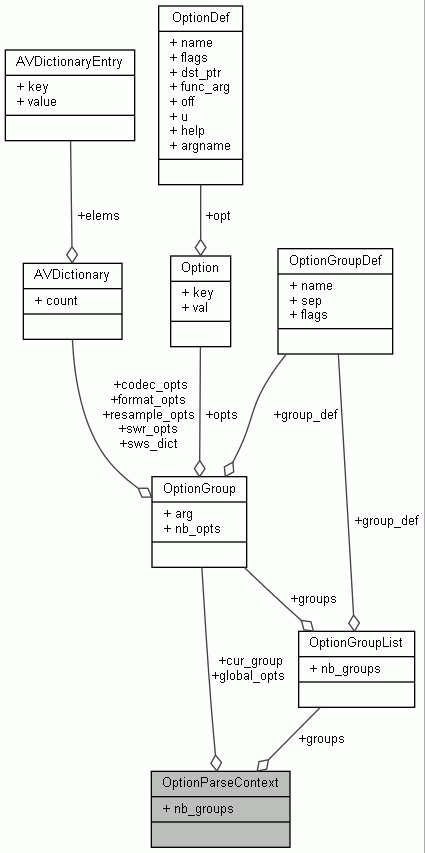 OptionDef
+ name
+ flags
+ dst_ptr
+ func_arg
+ off
+ u
+ help
+ argname
AVDictionaryEntry
+ key
+ value
+elems
+opt
AVDictionary
+ count
Option
+ key
+ val
OptionGroupDef
+ name
+ sep
+ flags
+codec_opts
+format_opts
+resample_opts
+swr_opts
+sws_dict
+opts
+group_def
OptionGroup
+ arg
+ nb_opts
+group_def
+groups
OptionGroupList
+ nb_groups
+cur_group
+global_opts
+groups
OptionParseContext
+ nb_groups